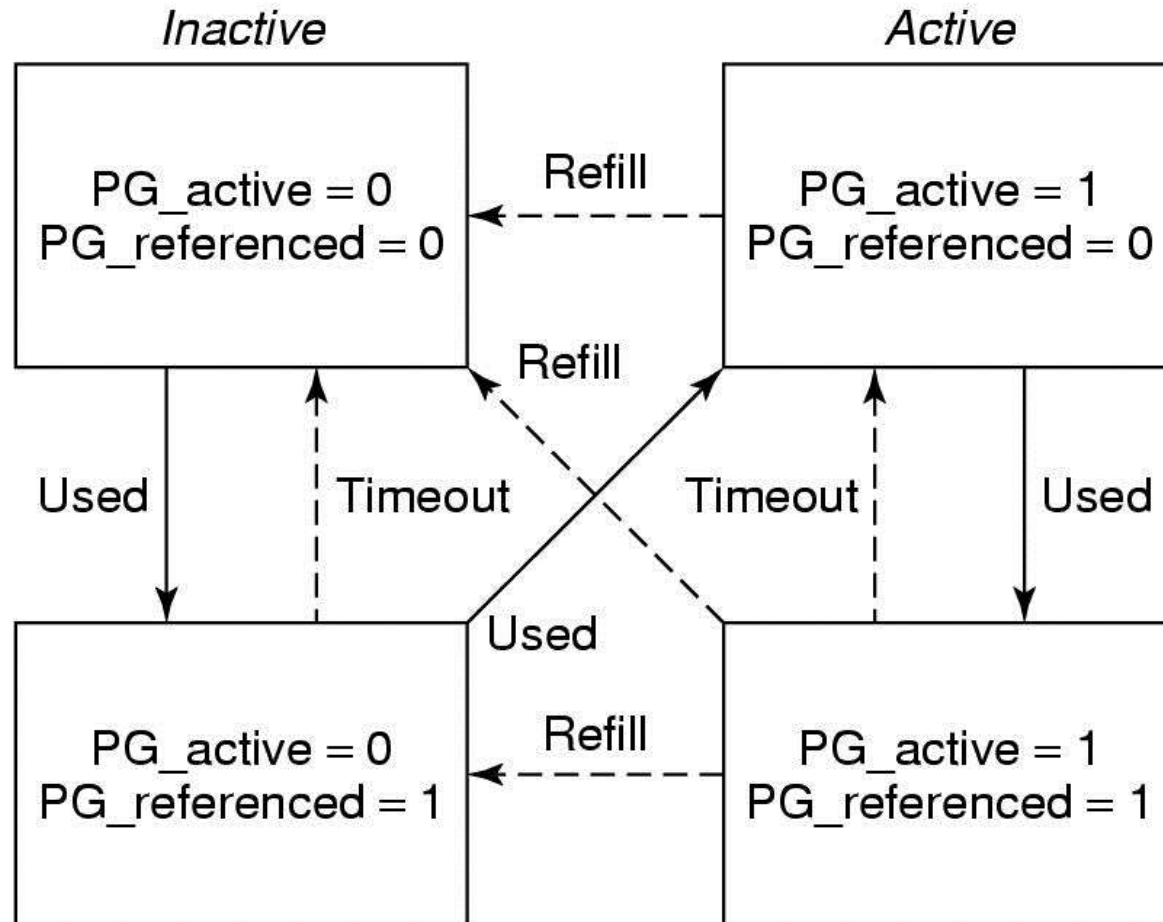 Inactive
Active
PG_active = 0
PG_referenced = 0
Refill
PG_active = 1
PG_referenced = 0
Refill
Used
Timeout
Timeout
Used
Used
PG_active = 0
PG_referenced = 1
Refill
PG_active = 1
PG_referenced = 1